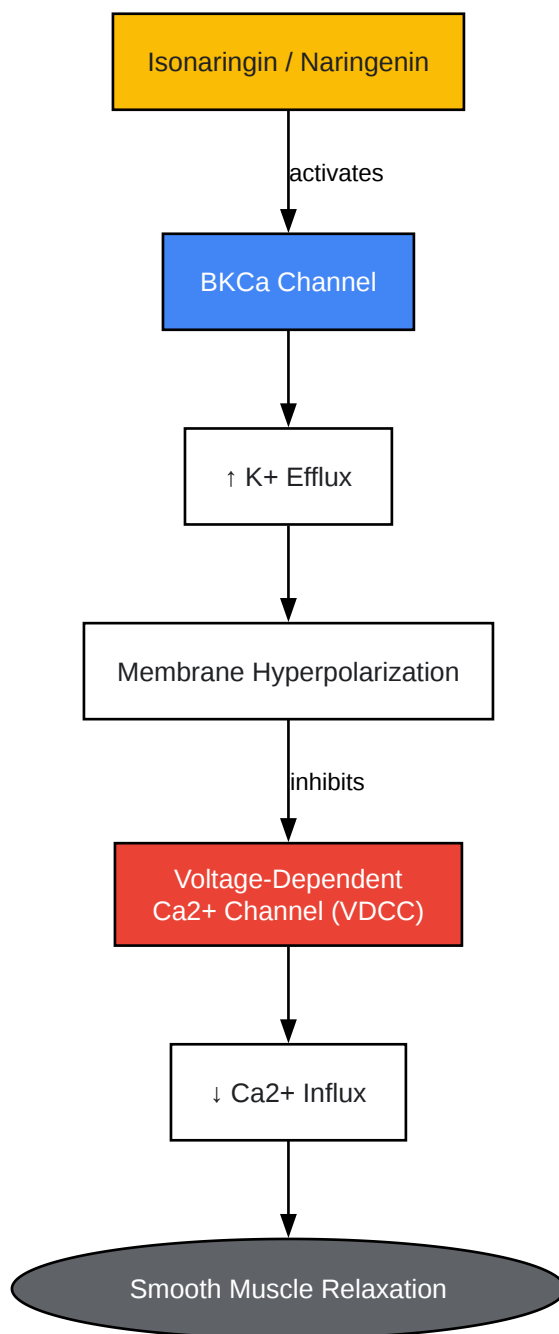 Isonaringin / Naringenin
activates
BKCa Channel
↑ K+ Efflux
Membrane Hyperpolarization
inhibits
Voltage-Dependent
Ca2+ Channel (VDCC)
↓ Ca2+ Influx
Smooth Muscle Relaxation